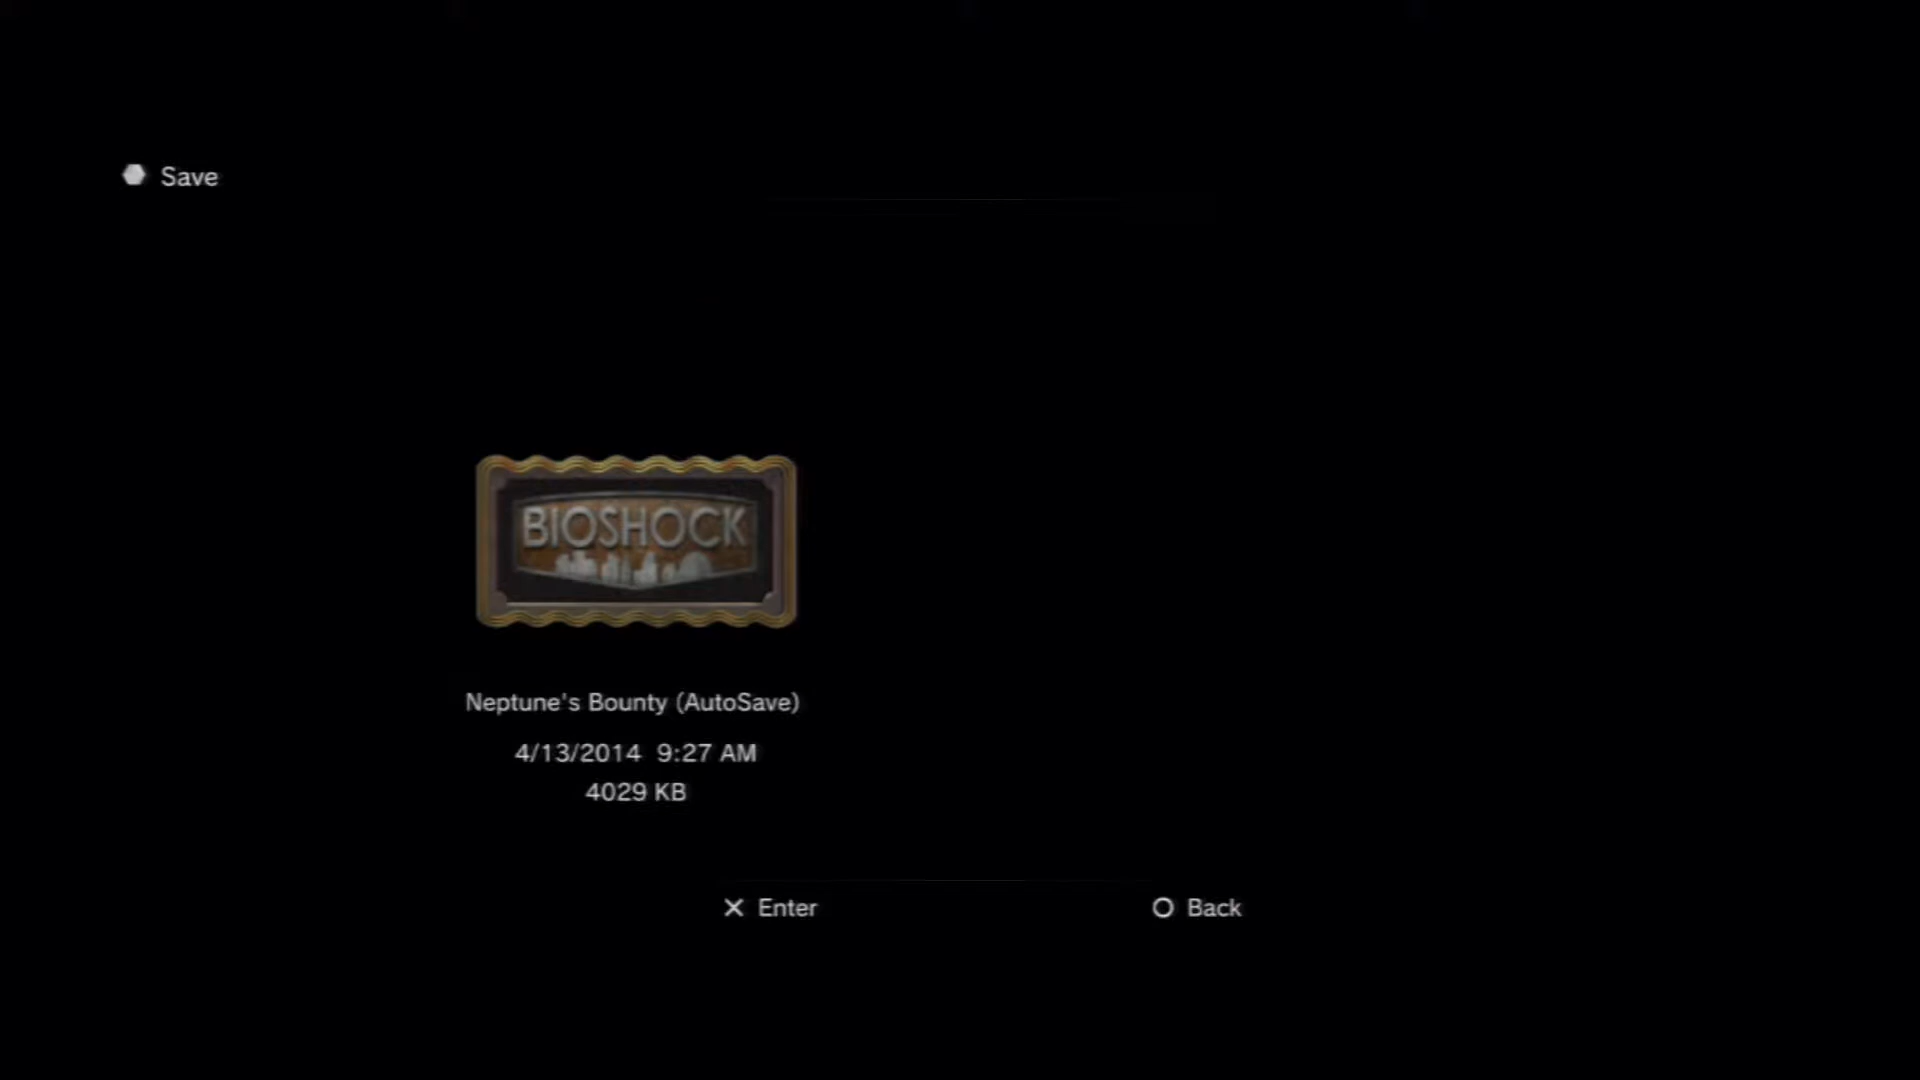 Save
BIOSHOCK
Neptune's Bounty (AutoSave)
4/13/2014 9:27 AM
4029 KB
Enter
Back